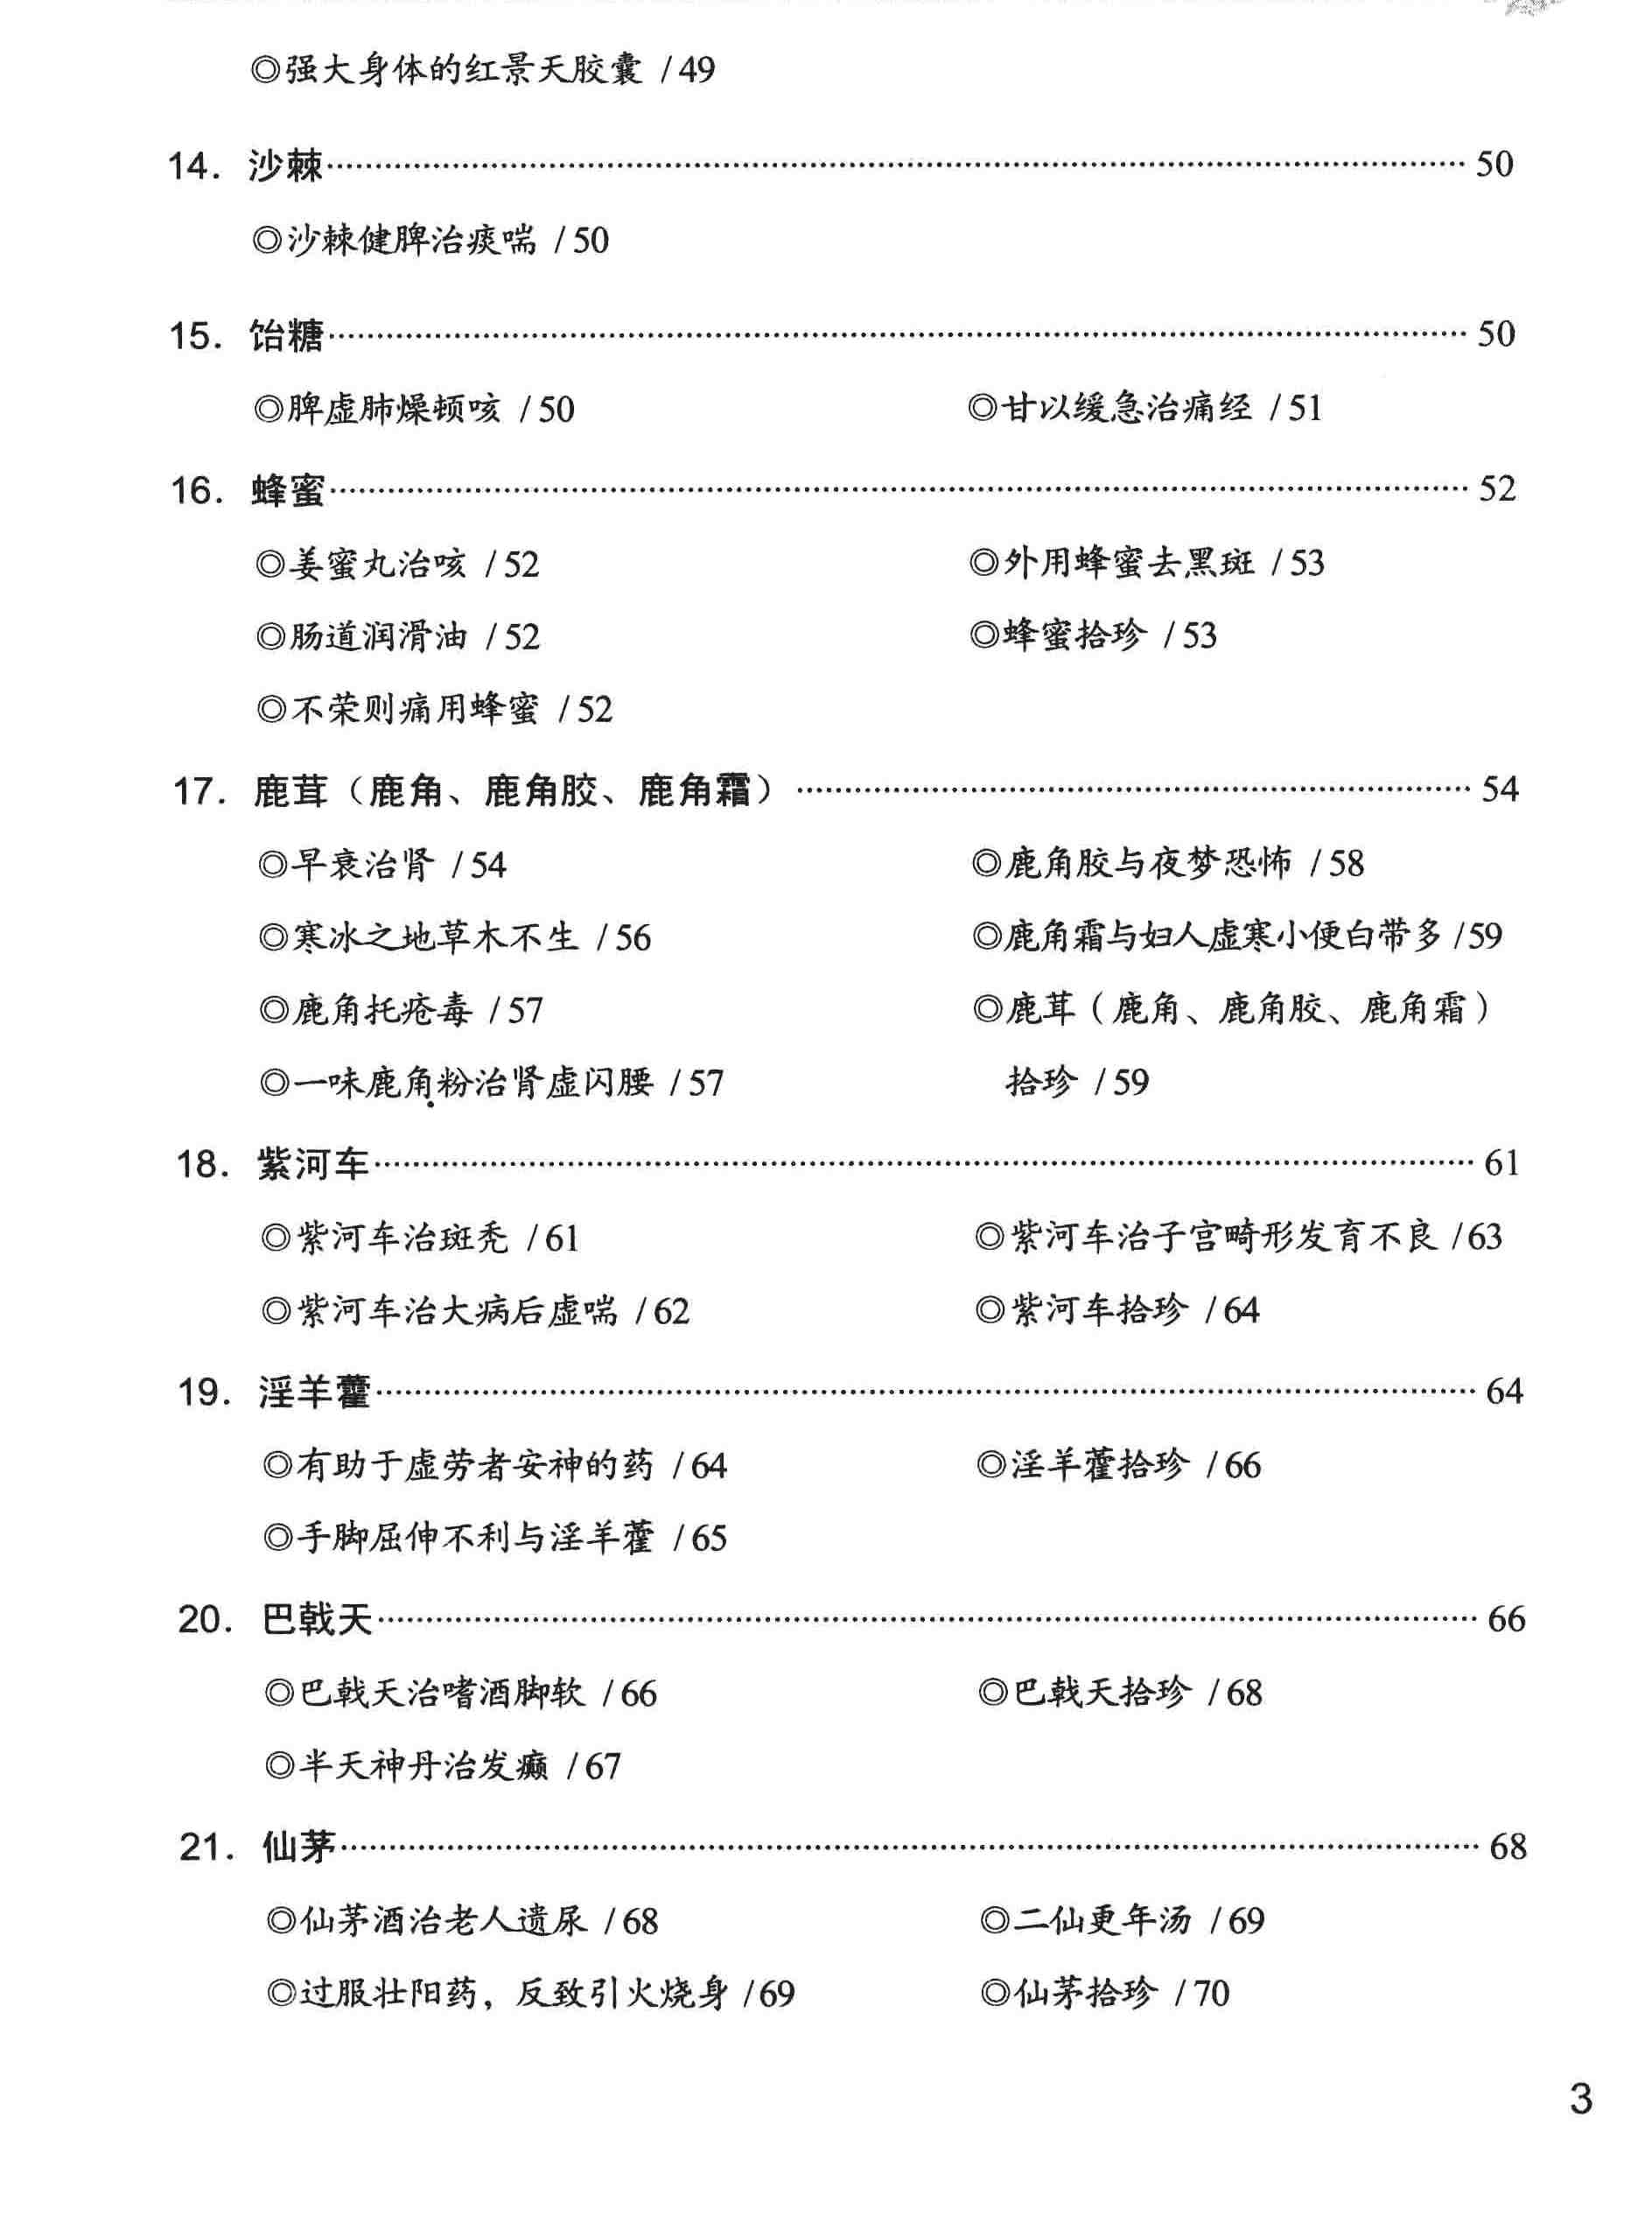 ◎强大身体的红景天胶囊 /49
14. 沙棘 50
◎沙棘健脾治痰喘 /50
15. 饴糖 50
◎脾虚肺燥顿咳 /50
◎甘以缓急治痛经 /51
16. 蜂蜜 52
◎姜蜜丸治咳 /52
◎肠道润滑油 /52
◎不荣则痛用蜂蜜 /52
◎外用蜂蜜去黑斑 /53
◎蜂蜜拾珍 /53
17. 鹿茸（鹿角、鹿角胶、鹿角霜） 54
◎早衰治肾 /54
◎寒冰之地草木不生 /56
◎鹿角托疮毒 /57
◎一味鹿角粉治肾虚闪腰 /57
◎鹿角胶与夜梦恐怖 /58
◎鹿角霜与妇人虚寒小便白带多 /59
◎鹿茸（鹿角、鹿角胶、鹿角霜）
拾珍 /59
18. 紫河车 61
◎紫河车治斑秃 /61
◎紫河车治大病后虚喘 /62
◎紫河车治子宫畸形发育不良 /63
◎紫河车拾珍 /64
19. 淫羊藿 64
◎有助于虚劳者安神的药 /64
◎手脚屈伸不利与淫羊藿 /65
◎淫羊藿拾珍 /66
20. 巴戟天 66
◎巴戟天治嗜酒脚软 /66
◎半天神丹治发癫 /67
◎巴戟天拾珍 /68
21. 仙茅 68
◎仙茅酒治老人遗尿 /68
◎过服壮阳药，反致引火烧身 /69
◎二仙更年汤 /69
◎仙茅拾珍 /70
3